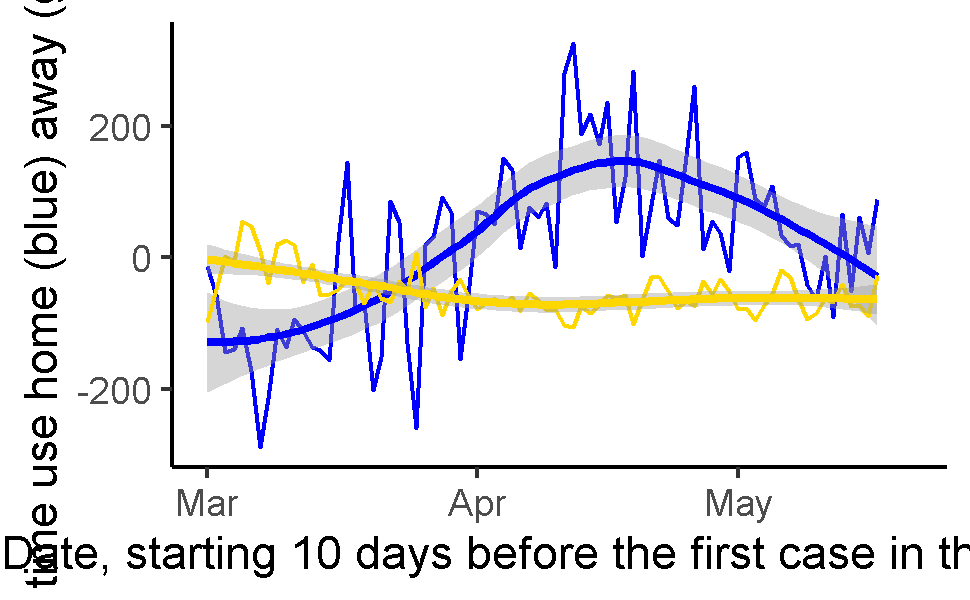 time use home (blue) away (
200
0
-200
Mar Apr May
Date, starting 10 days before the first case in th